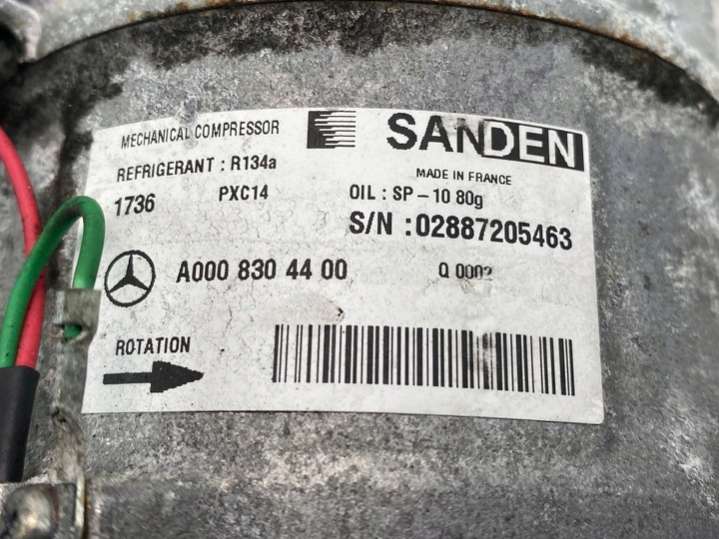 MECHANICAL COMPRESSOR
SANDEN
REFRIGERANT : R134a
MADE IN FRANCE
1736 PXC14 OIL : SP - 10 80g
S/N : 02887205463
A000 830 44 00 Q 0002
ROTATION